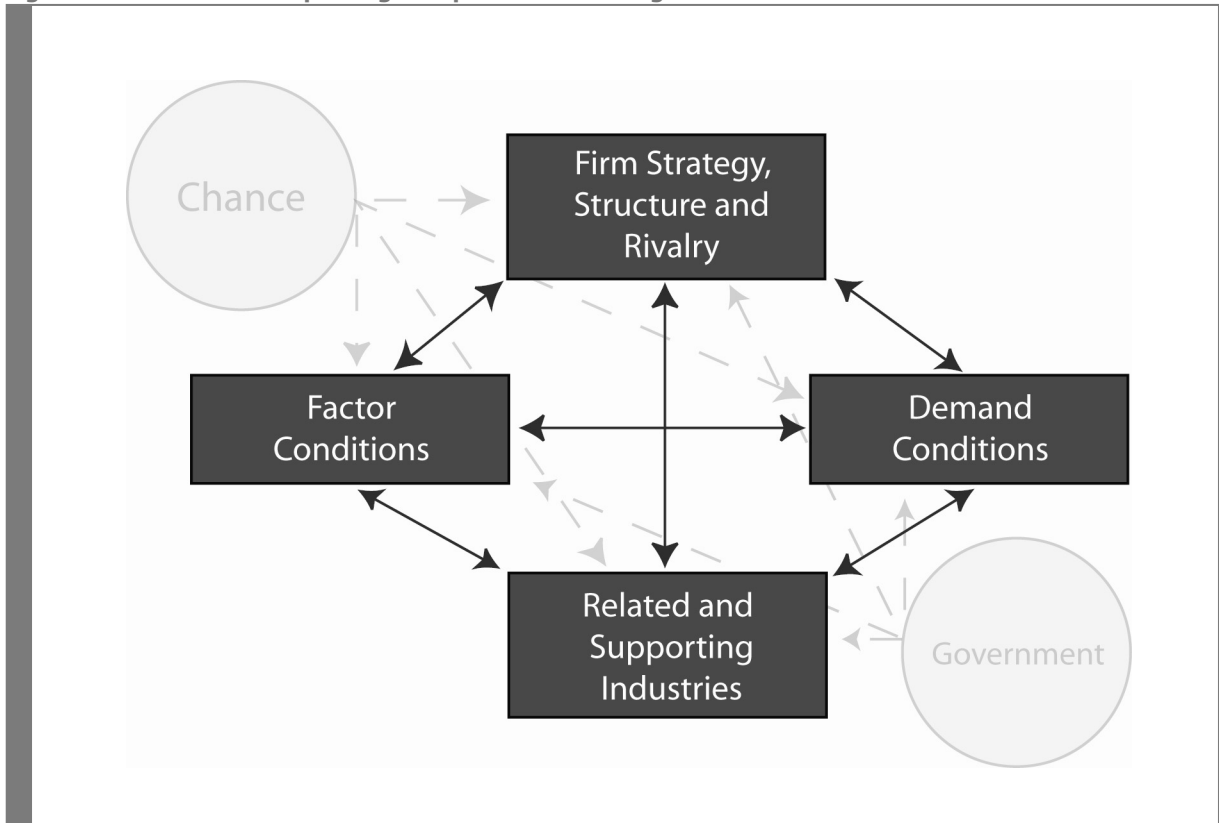 Chance
Firm Strategy,
Structure and
Rivalry
Factor
Conditions
Demand
Conditions
Related and
Supporting
Industries
Government